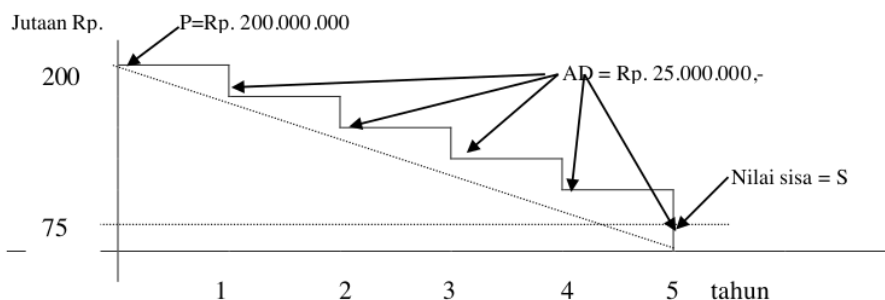 Jutaan Rp.
P=Rp. 200.000.000
200
AD = Rp. 25.000.000,-
Nilai sisa = S
75
1 2 3 4 5 tahun